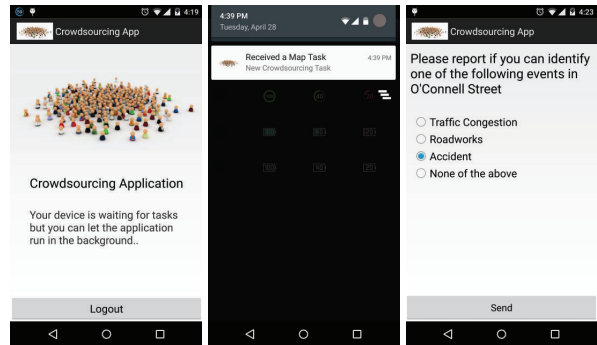 4:19
Crowdsourcing App
Crowdsourcing Application
Your device is waiting for tasks
but you can let the application
run in the background..
Logout
4:39 PM
Tuesday, April 28
Received a Map Task
4:39 PM
New Crowdsourcing Task
4:23
Crowdsourcing App
Please report if you can identify
one of the following events in
O'Connell Street
Traffic Congestion
Roadworks
Accident
None of the above
Send